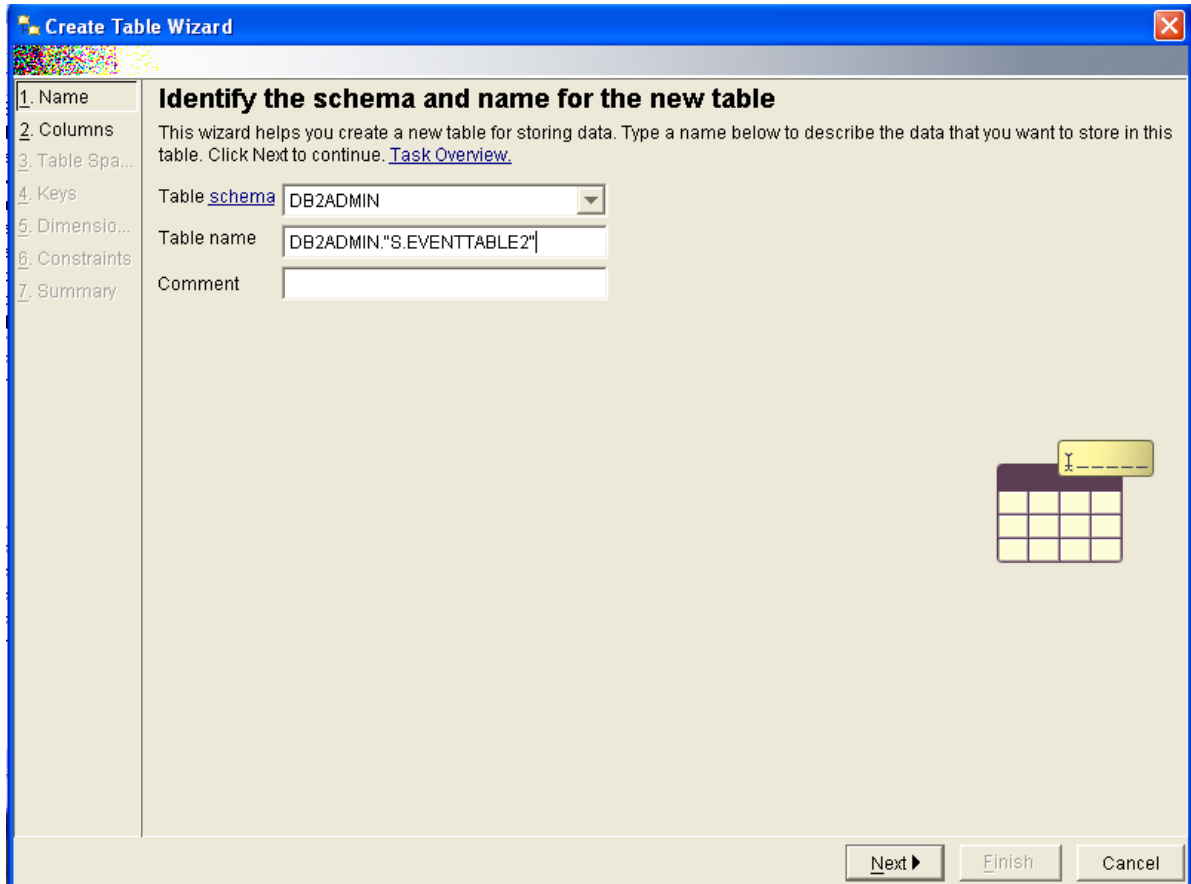 Create Table Wizard
1. Name
2. Columns
3. Table Spa...
4. Keys
5. Dimensio...
6. Constraints
7. Summary
Identify the schema and name for the new table
This wizard helps you create a new table for storing data. Type a name below to describe the data that you want to store in this
table. Click Next to continue. Task Overview.
Table schema DB2ADMIN
Table name DB2ADMIN."S.EVENTTABLE2"
Comment
Next Finish Cancel